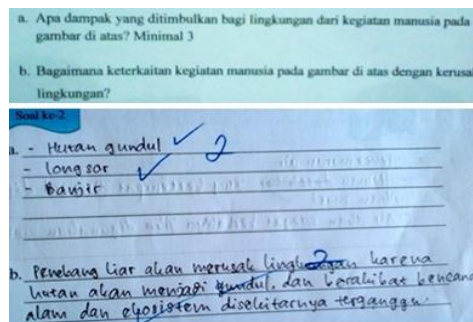 a. Apa dampak yang ditimbulkan bagi lingkungan dari kegiatan manusia pada
gambar di atas? Minimal 3
b. Bagaimana keterkaitan kegiatan manusia pada gambar di atas dengan kerusa
lingkungan?
Soal ke-2
a. - Hutan gundul
2
- longsor
- Banjir
b. Penebang liar akan merusak lingkungan karena
2
hutan akan menjadi gundul, dan berakibat bencana
alam dan ekosistem disekitarnya terganggu.